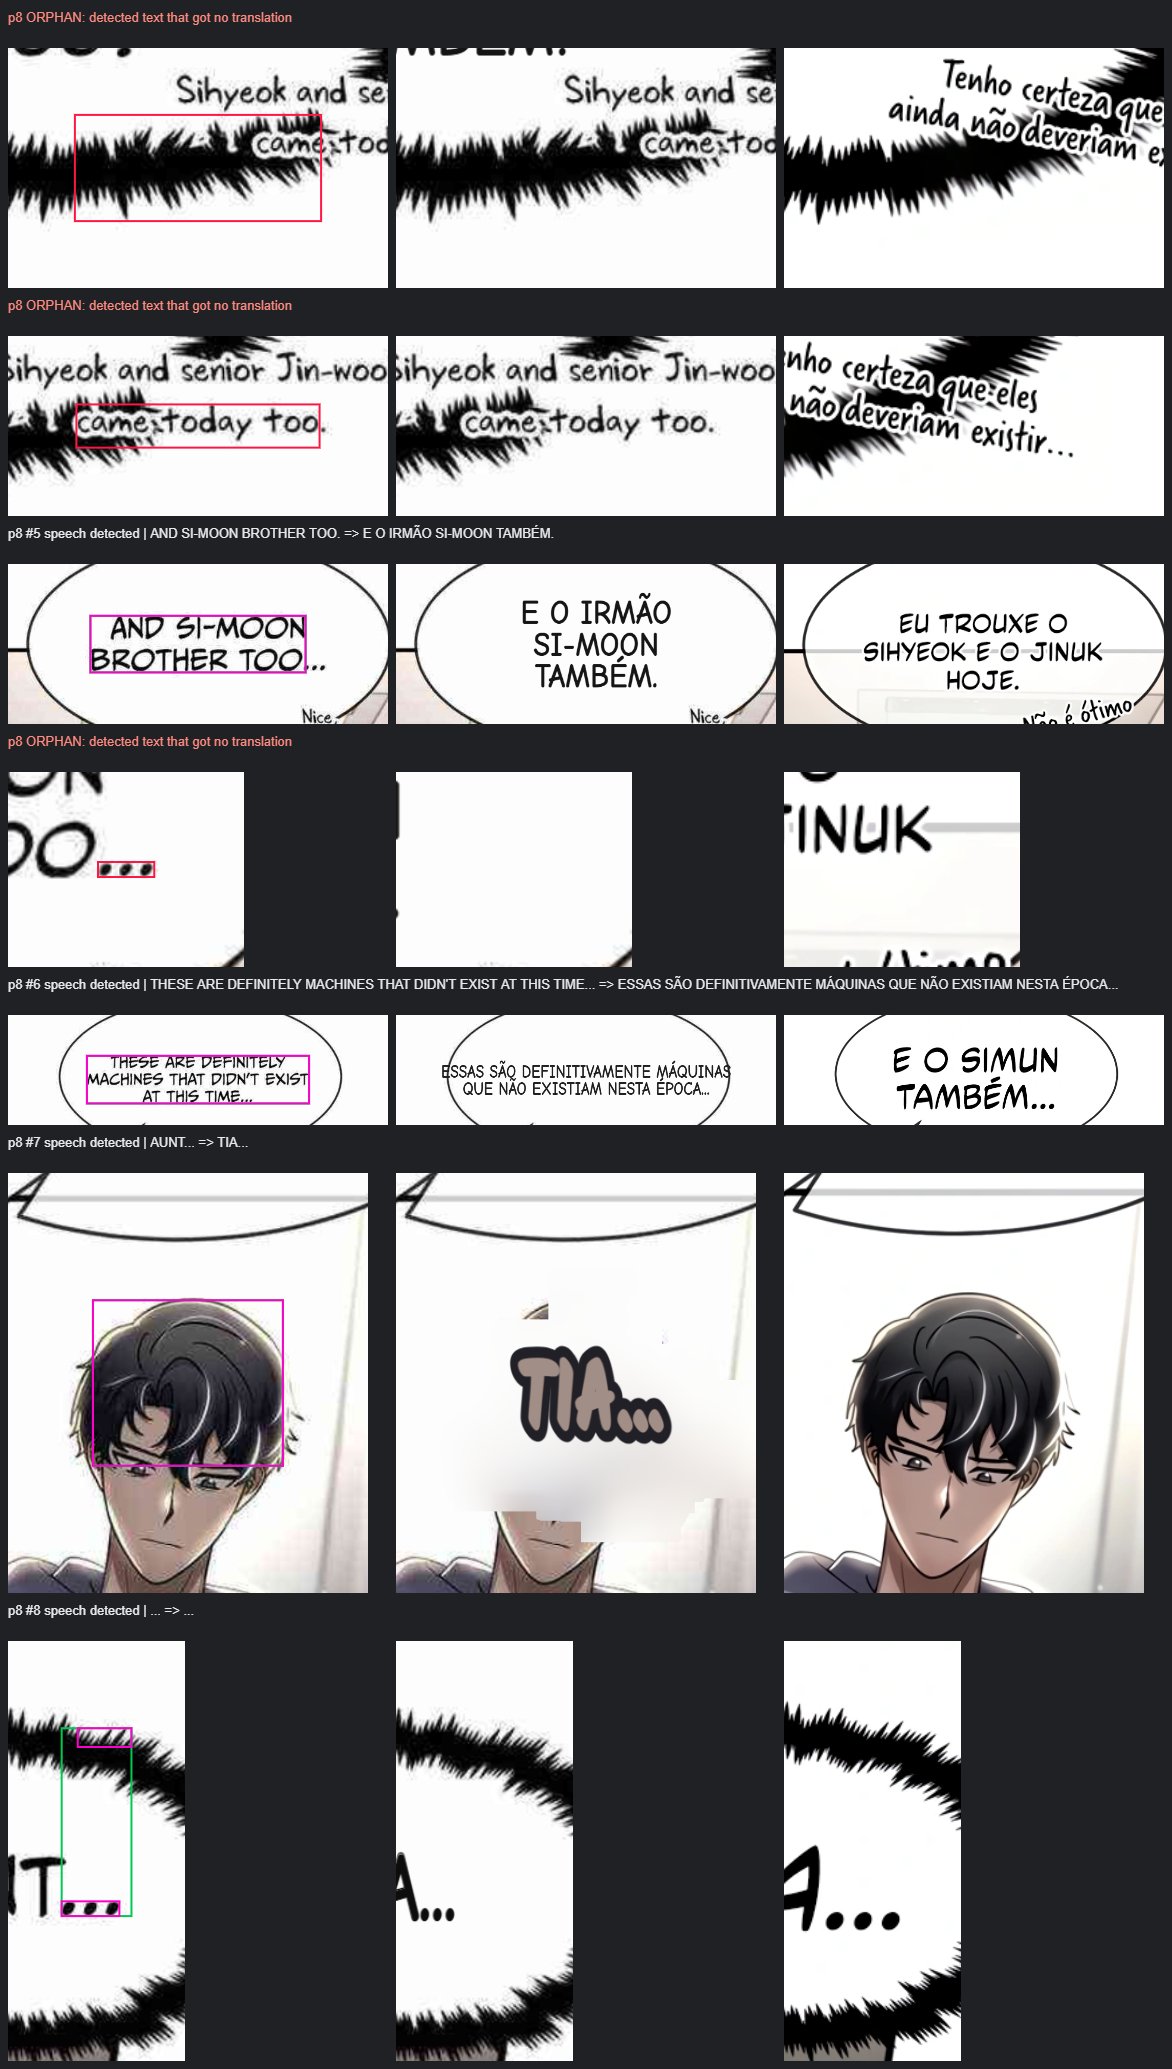 p8 ORPHAN: detected text that got no translation
Sihyeok and se
came too
Sihyeok and se
came too
Tenho certeza que
ainda não deveriam ex
p8 ORPHAN: detected text that got no translation
Sihyeok and senior Jin-woo
came today too.
Sihyeok and senior Jin-woo
came today too.
nho certeza que eles
não deveriam existir...
p8 #5 speech detected | AND SI-MOON BROTHER TOO. => E O IRMÃO SI-MOON TAMBÉM.
AND SI-MOON
BROTHER TOO...
Nice,
E O IRMÃO
SI-MOON
TAMBÉM.
Nice,
EU TROUXE O
SIHYEOK E O JINUK
HOJE.
Não é ótimo
p8 ORPHAN: detected text that got no translation
ON
OO...
JINUK
p8 #6 speech detected | THESE ARE DEFINITELY MACHINES THAT DIDN'T EXIST AT THIS TIME... => ESSAS SÃO DEFINITIVAMENTE MÁQUINAS QUE NÃO EXISTIAM NESTA ÉPOCA...
THESE ARE DEFINITELY
MACHINES THAT DIDN'T EXIST
AT THIS TIME...
ESSAS SÃO DEFINITIVAMENTE MÁQUINAS
QUE NÃO EXISTIAM NESTA ÉPOCA...
E O SIMUN
TAMBÉM...
p8 #7 speech detected | AUNT... => TIA...
TIA...
p8 #8 speech detected | ... => ...
NT...
A...
A...